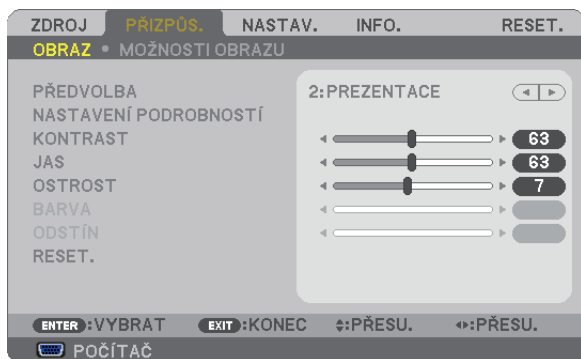 ZDROJ PŘIZPŮS. NASTAV. INFO. RESET.
OBRAZ • MOŽNOSTI OBRAZU
PŘEDVOLBA 2:PREZENTACE
NASTAVENÍ PODROBNOSTÍ
KONTRAST 63
JAS 63
OSTROST 7
BARVA
ODSTÍN
RESET.
ENTER :VYBRAT EXIT :KONEC :PŘESU. :PŘESU.
POČÍTAČ